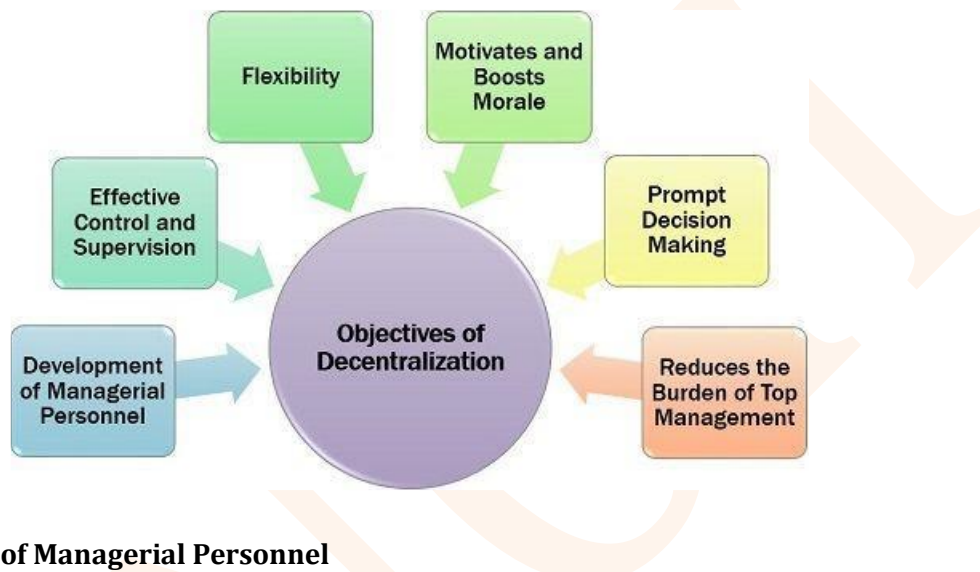 Flexibility
Motivates and
Boosts
Morale
Effective
Control and
Supervision
Prompt
Decision
Making
Objectives of
Decentralization
Development
of Managerial
Personnel
Reduces the
Burden of Top
Management
of Managerial Personnel